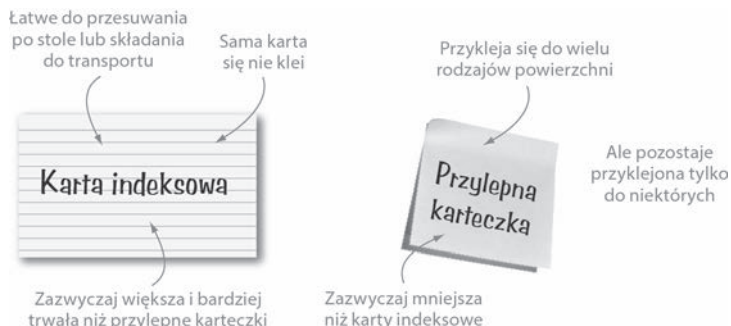 Łatwe do przesuwania
po stole lub składania
do transportu
Sama karta
się nie klei
Karta indeksowa
Zazwyczaj większa i bardziej
trwała niż przylepne karteczki
Przykleja się do wielu
rodzajów powierzchni
Przylepna
karteczka
Ale pozostaje
przyklejona tylko
do niektórych
Zazwyczaj mniejsza
niż karty indeksowe